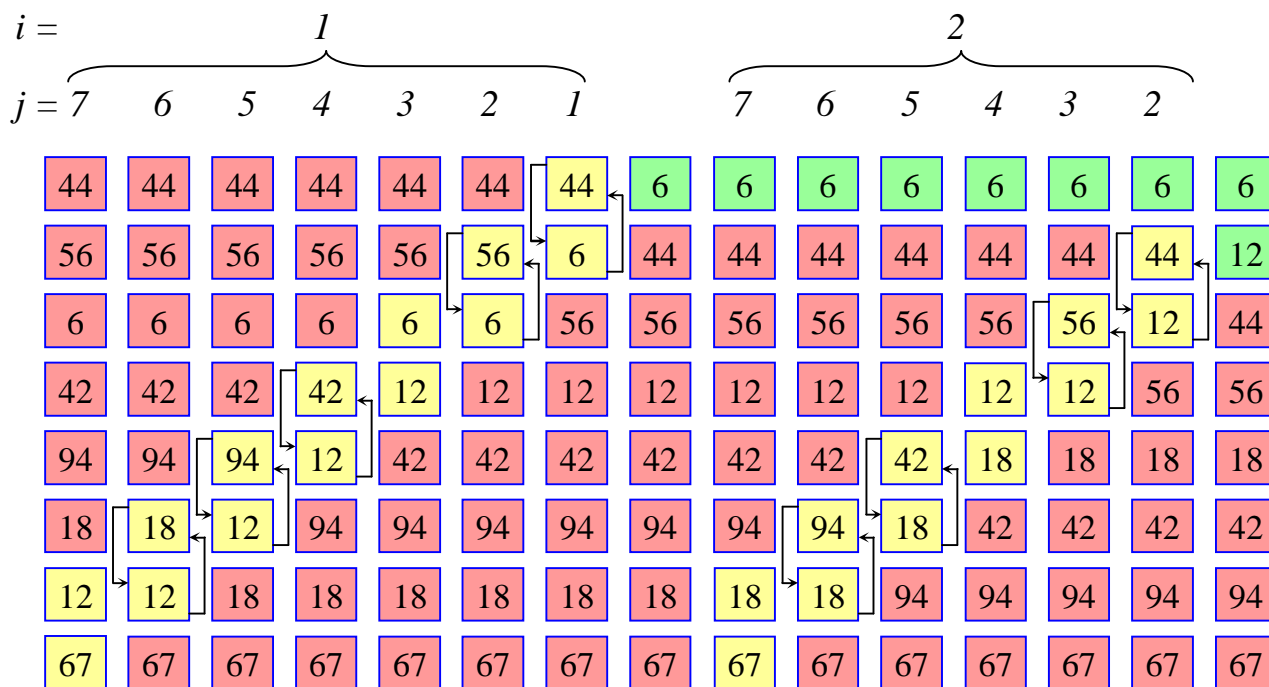 i = 1 2
j = 7 6 5 4 3 2 1 7 6 5 4 3 2
44 44 44 44 44 44 44 6 6 6 6 6 6 6 6
56 56 56 56 56 56 6 44 44 44 44 44 44 44 12
6 6 6 6 6 6 56 56 56 56 56 56 56 12 44
42 42 42 42 12 12 12 12 12 12 12 12 12 56 56
94 94 94 12 42 42 42 42 42 42 42 18 18 18 18
18 18 12 94 94 94 94 94 94 94 18 42 42 42 42
12 12 18 18 18 18 18 18 18 18 94 94 94 94 94
67 67 67 67 67 67 67 67 67 67 67 67 67 67 67